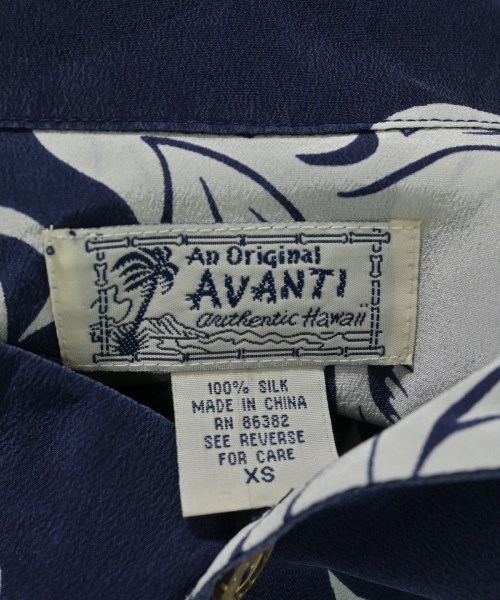 An Original
AVANTI
authentic Hawaii
100% SILK
MADE IN CHINA
RN 86382
SEE REVERSE
FOR CARE
XS